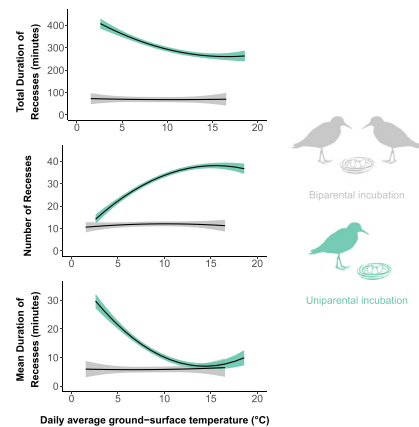 Total Duration of
Recesses (minutes)
400
300
200
100
0
0 5 10 15 20
Biparental incubation
Number of Recesses
40
30
20
10
0
0 5 10 15 20
Uniparental incubation
Mean Duration of
Recesses (minutes)
30
20
10
0
0 5 10 15 20
Daily average ground−surface temperature (°C)